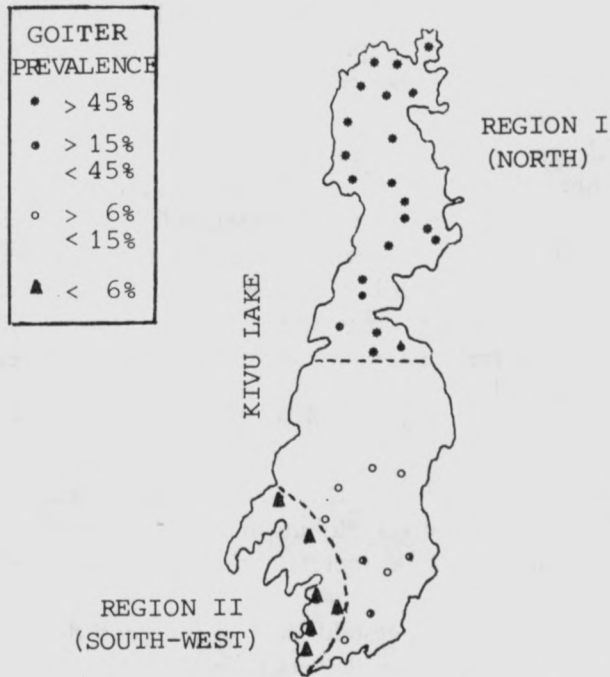 GOITER
PREVALENCE
> 45%
> 15%
< 45%
> 6%
< 15%
< 6%
REGION I
(NORTH)
KIVU LAKE
REGION II
(SOUTH-WEST)